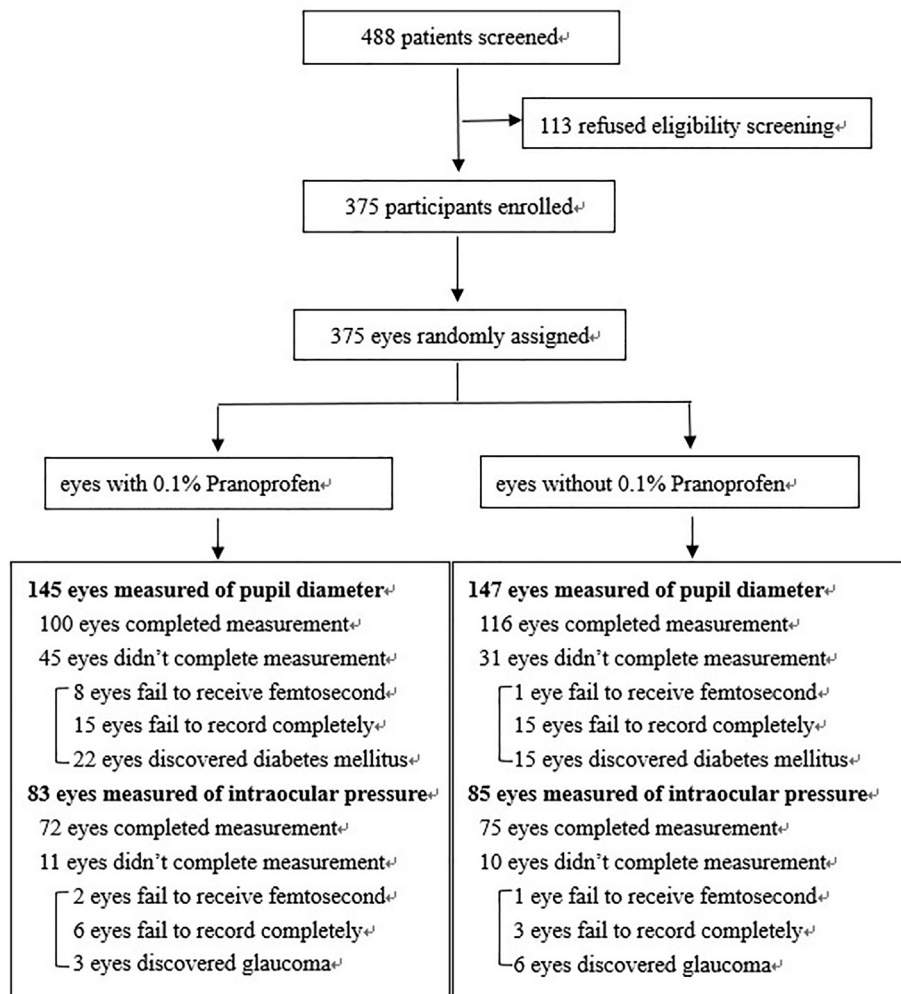 488 patients screened↵
113 refused eligibility screening↵
375 participants enrolled↵
375 eyes randomly assigned↵
eyes with 0.1% Pranoprofen↵
eyes without 0.1% Pranoprofen↵
145 eyes measured of pupil diameter↵
100 eyes completed measurement↵
45 eyes didn't complete measurement↵
8 eyes fail to receive femtosecond↵
15 eyes fail to record completely↵
22 eyes discovered diabetes mellitus↵
83 eyes measured of intraocular pressure↵
72 eyes completed measurement↵
11 eyes didn't complete measurement↵
2 eyes fail to receive femtosecond↵
6 eyes fail to record completely↵
3 eyes discovered glaucoma↵
147 eyes measured of pupil diameter↵
116 eyes completed measurement↵
31 eyes didn't complete measurement↵
1 eye fail to receive femtosecond↵
15 eyes fail to record completely↵
15 eyes discovered diabetes mellitus↵
85 eyes measured of intraocular pressure↵
75 eyes completed measurement↵
10 eyes didn't complete measurement↵
1 eye fail to receive femtosecond↵
3 eyes fail to record completely↵
6 eyes discovered glaucoma↵